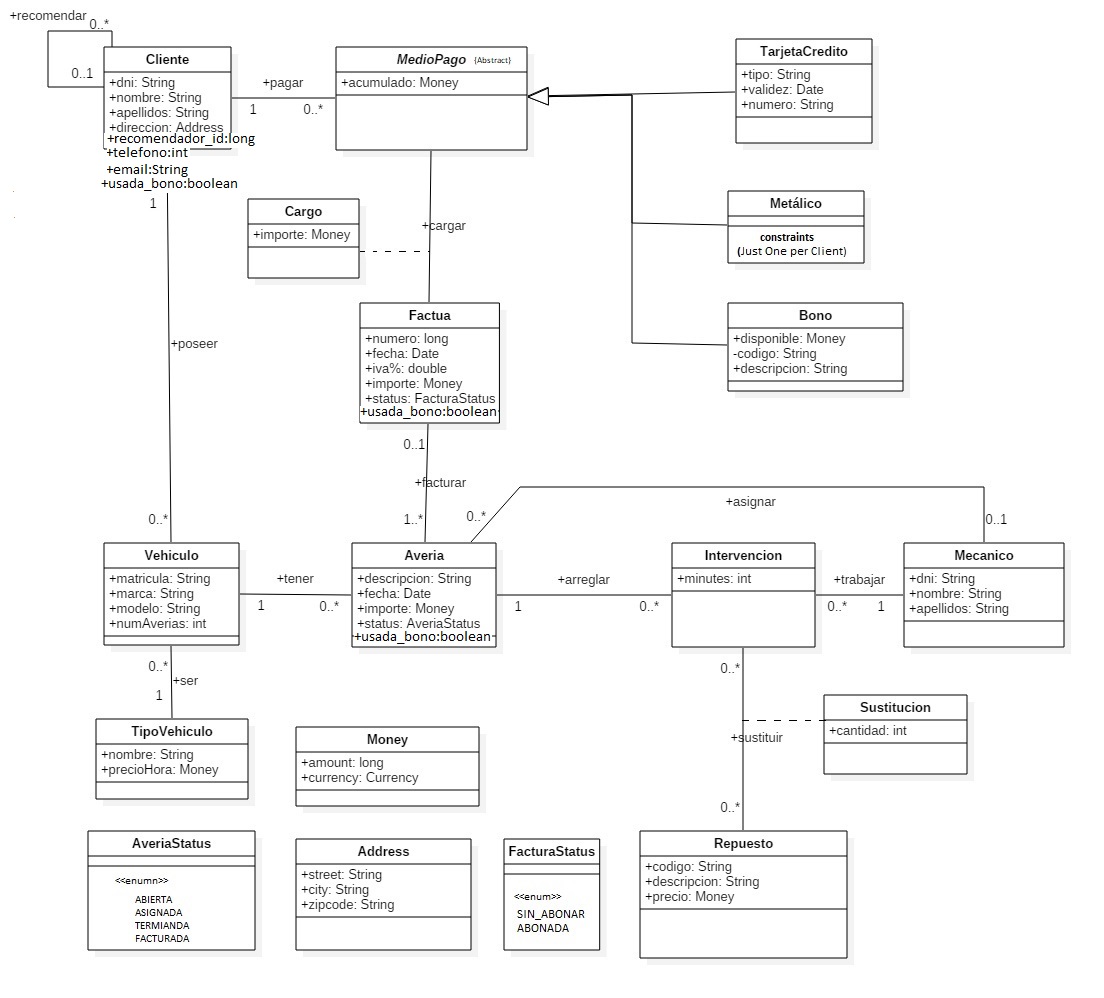 +recomendar
0..*
0..1
Cliente
+dni: String
+nombre: String
+apellidos: String
+direccion: Address
+recomendador_id:long
+telefono:int
+email:String
+usada_bono:boolean
+pagar
1
0..*
MedioPago {Abstract}
+acumulado: Money
TarjetaCredito
+tipo: String
+validez: Date
+numero: String
1
Cargo
+importe: Money
+cargar
Metálico
constraints
(Just One per Client)
Bono
+disponible: Money
-codigo: String
+descripcion: String
+poseer
Factua
+numero: long
+fecha: Date
+iva%: double
+importe: Money
+status: FacturaStatus
+usada_bono:boolean
0..1
+facturar
1..*
0..*
+asignar
0..1
0..*
Vehiculo
+matricula: String
+marca: String
+modelo: String
+numAverias: int
+tener
1
0..*
Averia
+descripcion: String
+fecha: Date
+importe: Money
+status: AveriaStatus
+usada_bono:boolean
+arreglar
1
0..*
Intervencion
+minutes: int
+trabajar
0..*
1
Mecanico
+dni: String
+nombre: String
+apellidos: String
0..*
+ser
1
0..*
+sustituir
0..*
Sustitucion
+cantidad: int
TipoVehiculo
+nombre: String
+precioHora: Money
Money
+amount: long
+currency: Currency
AveriaStatus
<<enumn>>
ABIERTA
ASIGNADA
TERMIANDA
FACTURADA
Address
+street: String
+city: String
+zipcode: String
FacturaStatus
<<enum>>
SIN_ABONAR
ABONADA
Repuesto
+codigo: String
+descripcion: String
+precio: Money